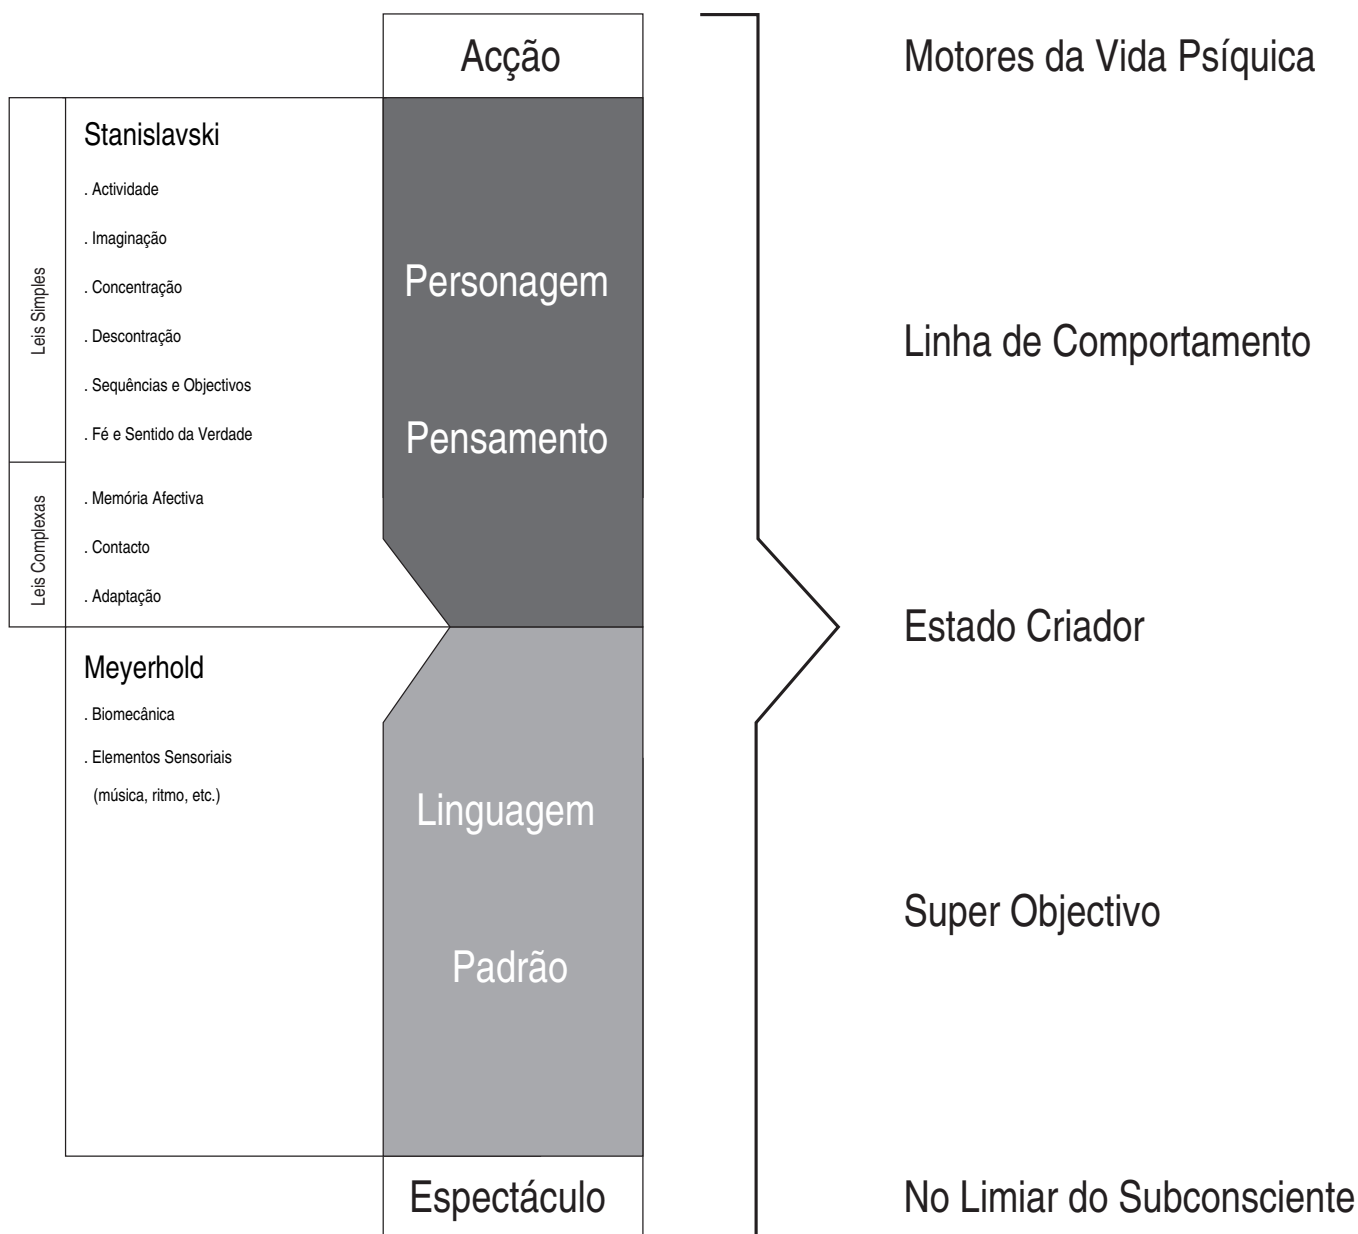 Acção
Leis Simples
Stanislavski
. Actividade
. Imaginação
. Concentração
. Descontração
. Sequências e Objectivos
. Fé e Sentido da Verdade
Leis Complexas
. Memória Afectiva
. Contacto
. Adaptação
Meyerhold
. Biomecânica
. Elementos Sensoriais
(música, ritmo, etc.)
Personagem
Pensamento
Linguagem
Padrão
Espectáculo
Motores da Vida Psíquica
Linha de Comportamento
Estado Criador
Super Objectivo
No Limiar do Subconsciente